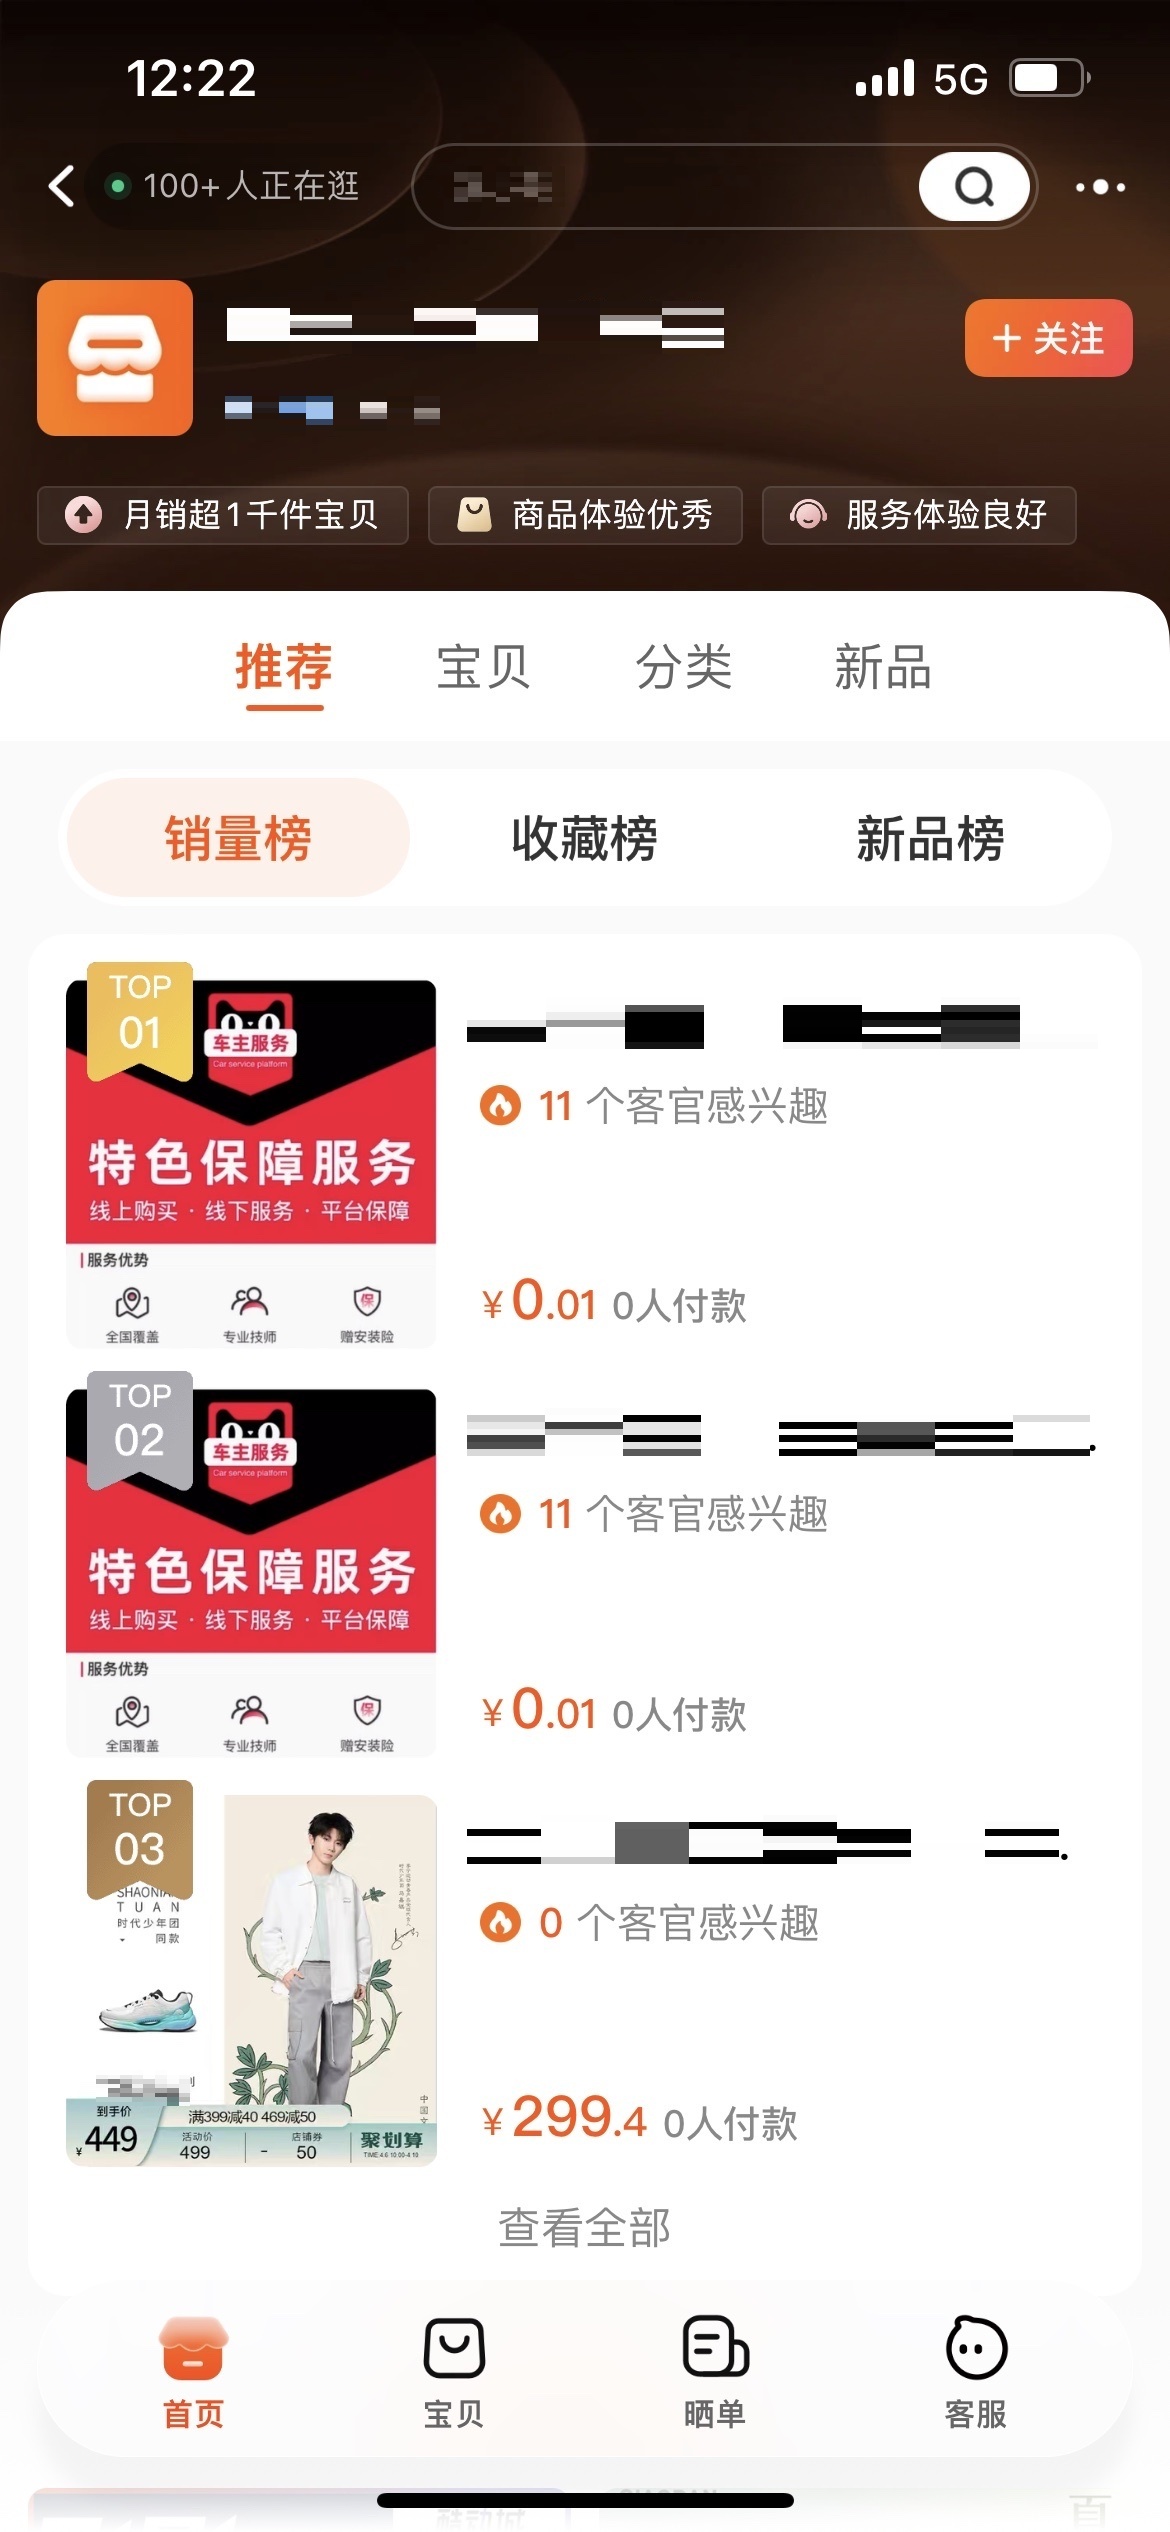 12:22
5G
100+人正在逛
关注
月销超1千件宝贝
商品体验优秀
服务体验良好
推荐
宝贝
分类
新品
销量榜
收藏榜
新品榜
TOP
01
车主服务
Car service platform
特色保障服务
线上购买 · 线下服务 · 平台保障
服务优势
保
全国覆盖
专业技师
赠安装险
11 个客官感兴趣
¥0.01 0人付款
TOP
02
车主服务
Car service platform
特色保障服务
线上购买 · 线下服务 · 平台保障
服务优势
保
全国覆盖
专业技师
赠安装险
11 个客官感兴趣
¥0.01 0人付款
TOP
03
TUAN
时代少年团
同款
到手价
¥449
满399减40 469减50
活动价
499
-
店铺券
50
聚划算
TIME:4.6 10:00-4.10
中国
0 个客官感兴趣
¥299.4 0人付款
查看全部
首页
宝贝
晒单
客服